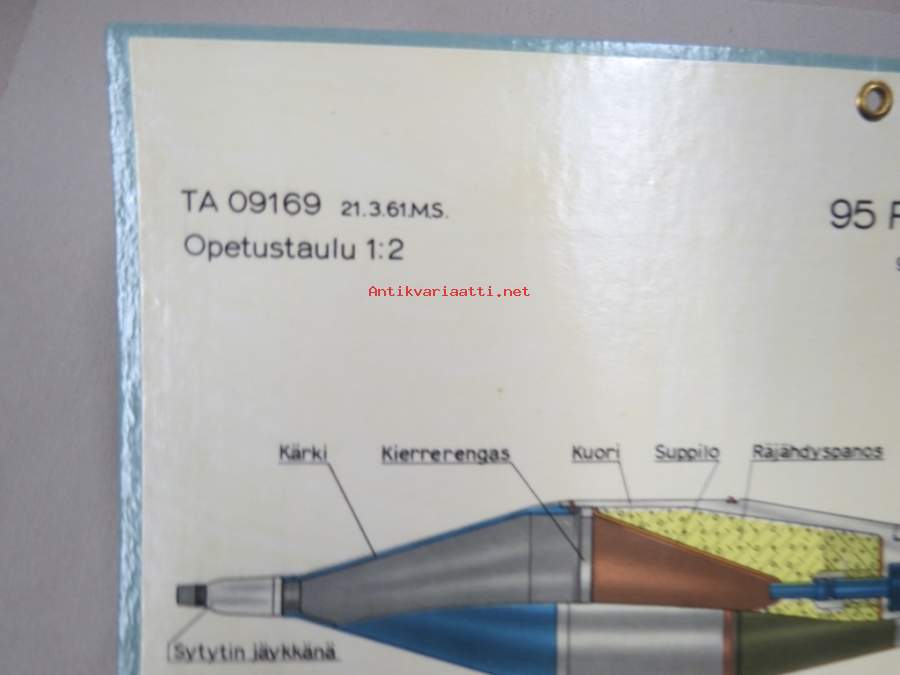 TA 09169 21.3.61.M.S.
Opetustaulu 1:2
95
Antikvariaatti.net
Kärki Kierrerengas Kuori Suppilo Räjähdyspanos
Sytytin jäykkänä